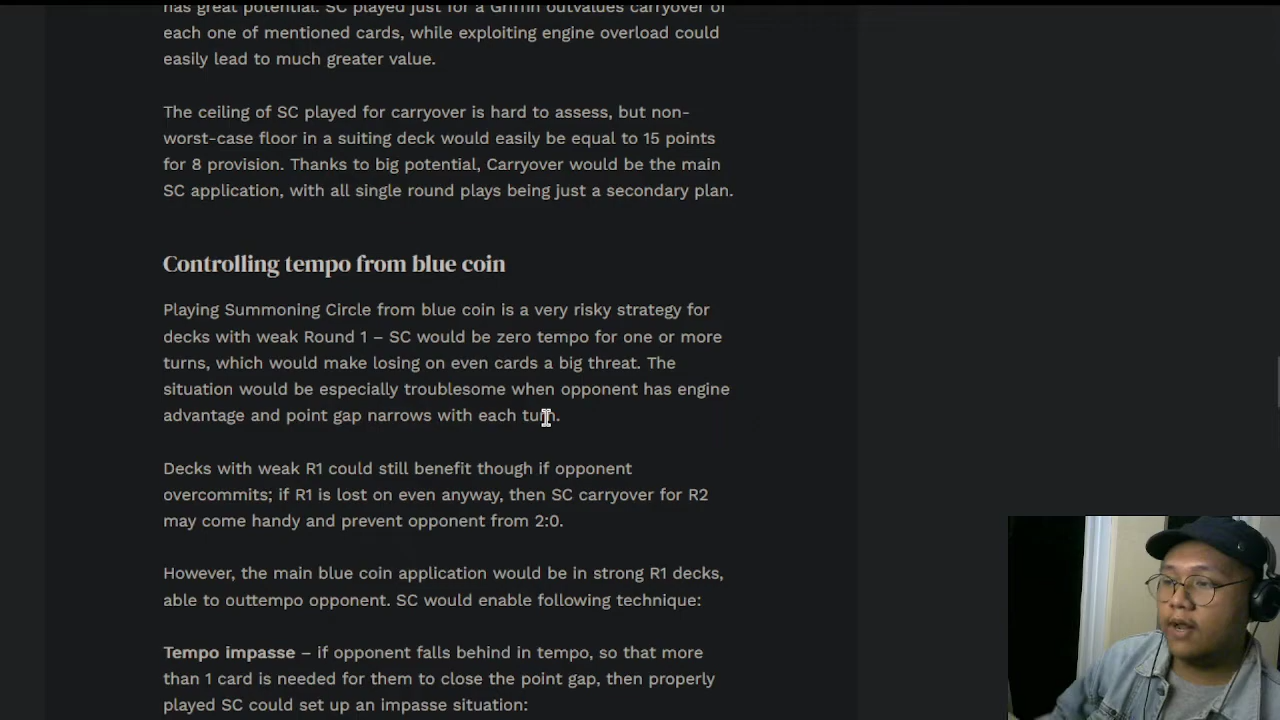 has great potential. SC played just for a Griffin outvalues carryover of
each one of mentioned cards, while exploiting engine overload could
easily lead to much greater value.
The ceiling of SC played for carryover is hard to assess, but non-
worst-case floor in a suiting deck would easily be equal to 15 points
for 8 provision. Thanks to big potential, Carryover would be the main
SC application, with all single round plays being just a secondary plan.
Controlling tempo from blue coin
Playing Summoning Circle from blue coin is a very risky strategy for
decks with weak Round 1 – SC would be zero tempo for one or more
turns, which would make losing on even cards a big threat. The
situation would be especially troublesome when opponent has engine
advantage and point gap narrows with each turn.
Decks with weak R1 could still benefit though if opponent
overcommits; if R1 is lost on even anyway, then SC carryover for R2
may come handy and prevent opponent from 2:0.
However, the main blue coin application would be in strong R1 decks,
able to outtempo opponent. SC would enable following technique:
Tempo impasse – if opponent falls behind in tempo, so that more
than 1 card is needed for them to close the point gap, then properly
played SC could set up an impasse situation: